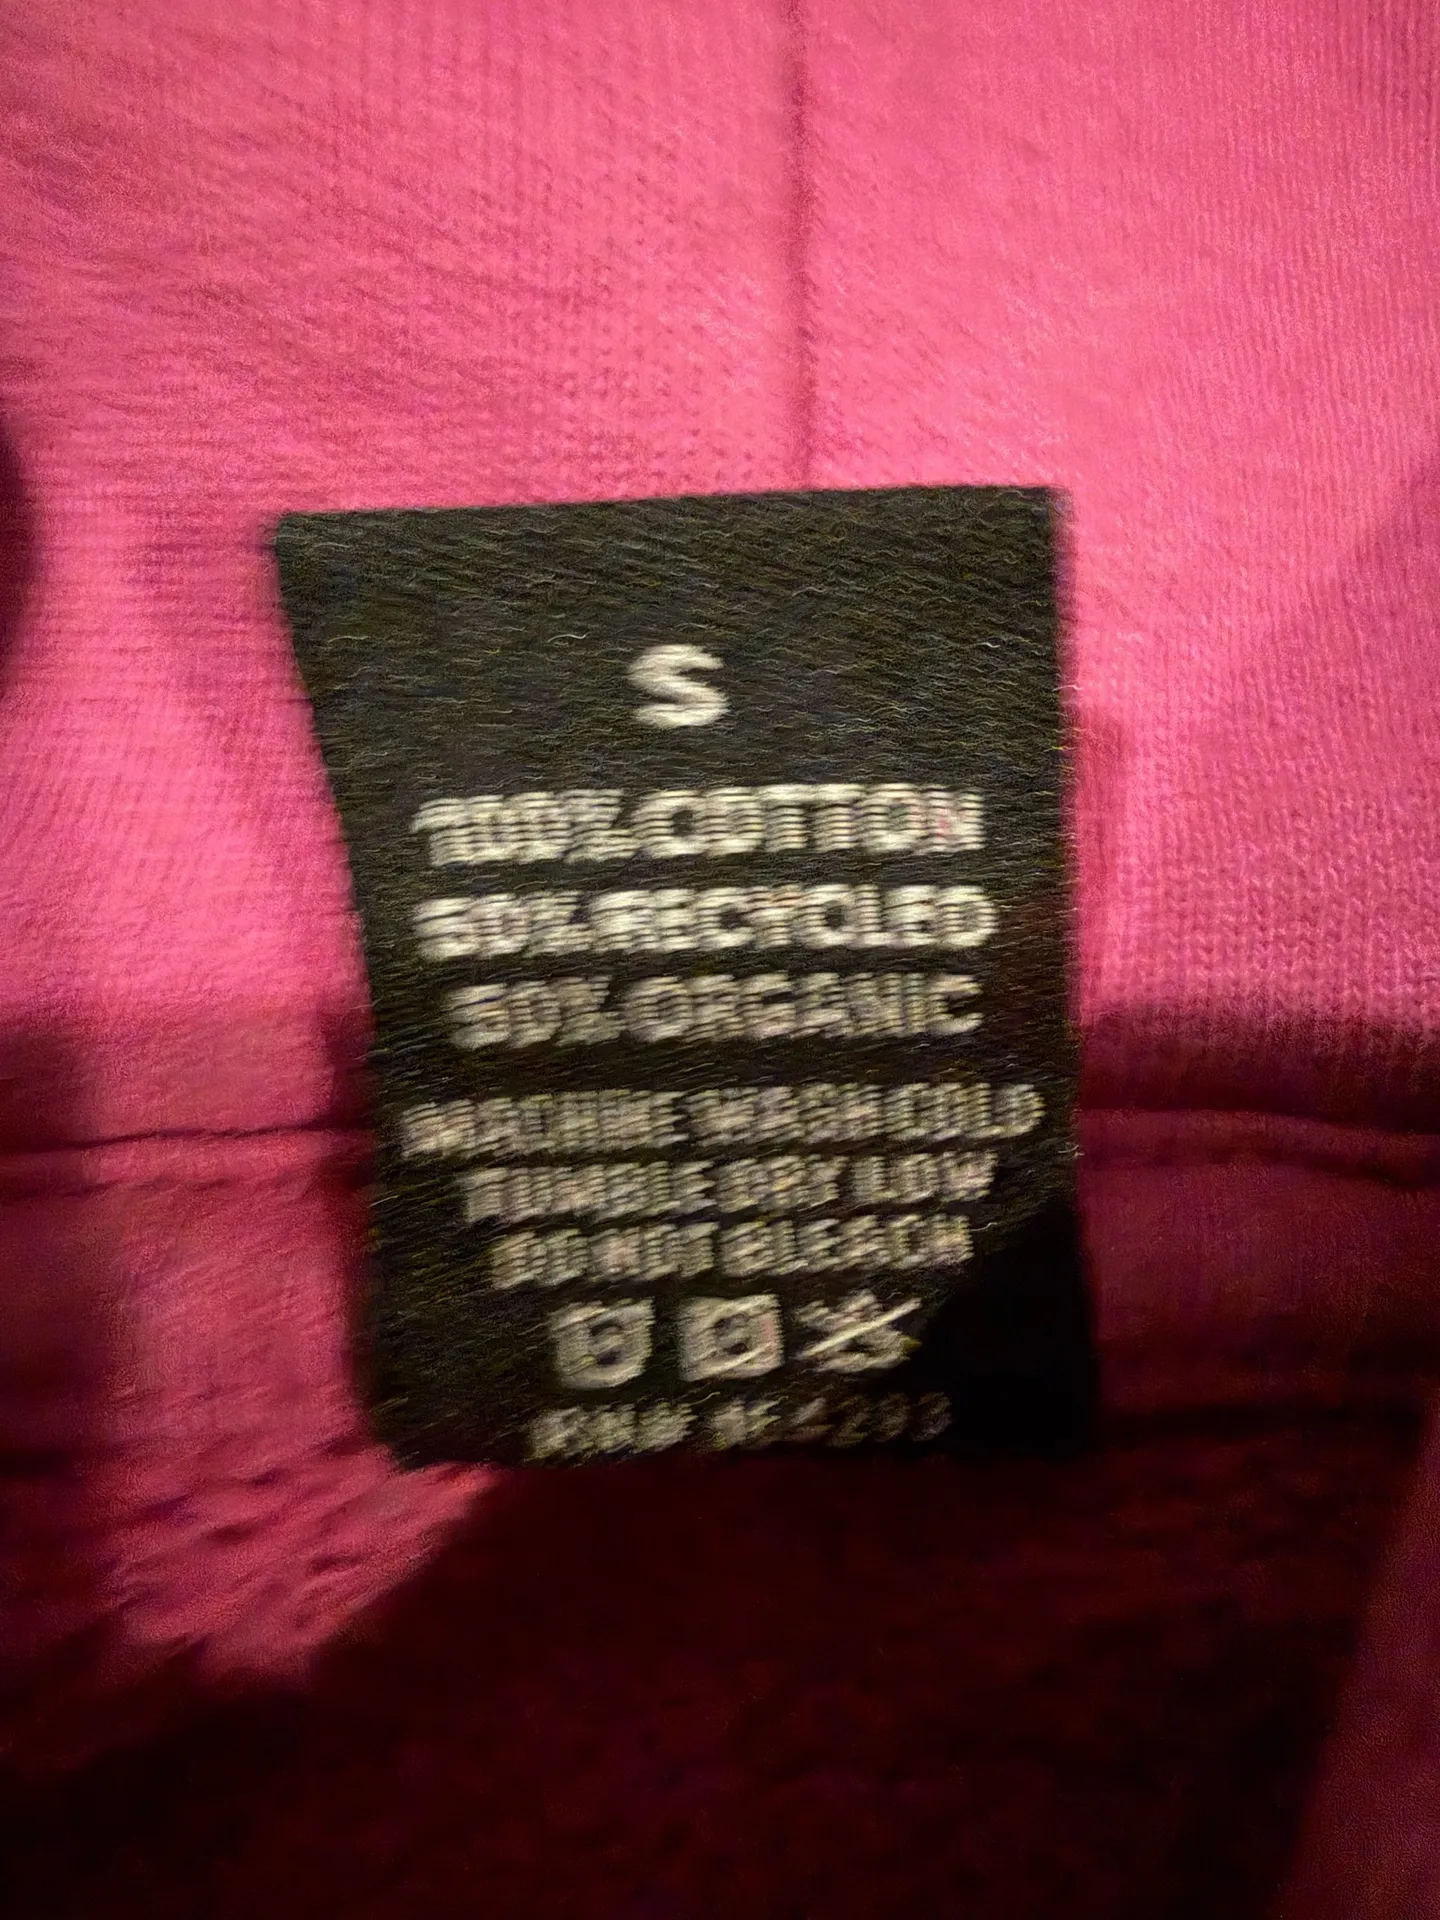 S
100% COTTON
50% RECYCLED
50% ORGANIC
MACHINE WASH COLD
TUMBLE DRY LOW
DO NOT BLEACH